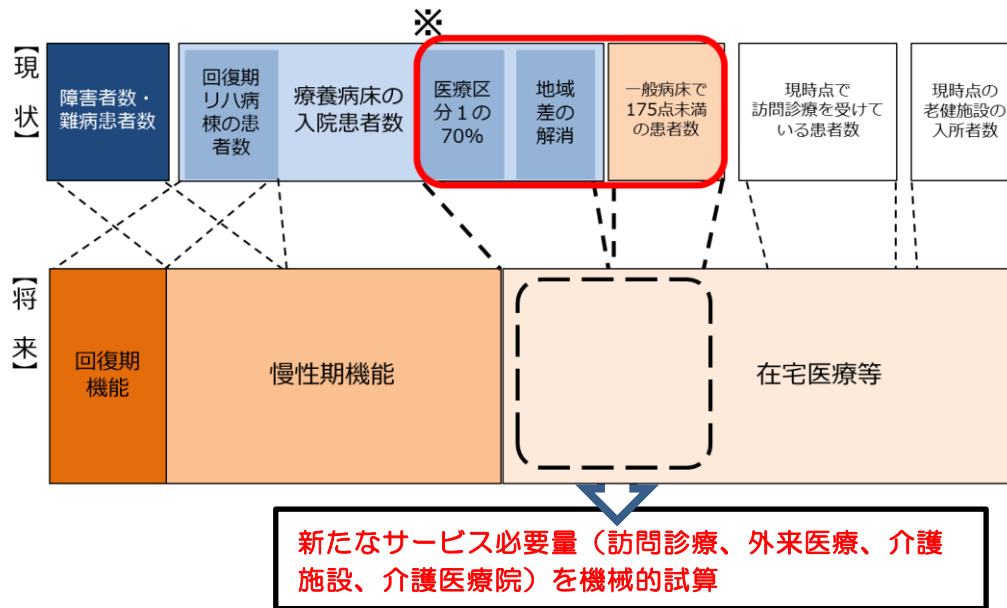 ※
【現状】
障害者数・
難病患者数
回復期
リハ病
棟の患
者数
療養病床の
入院患者数
医療区
分１の
70%
地域
差の
解消
一般病床で
175点未満
の患者数
現時点で
訪問診療を受けて
いる患者数
現時点の
老健施設の
入所者数
【将来】
回復期
機能
慢性期機能
在宅医療等
新たなサービス必要量（訪問診療、外来医療、介護
施設、介護医療院）を機械的試算